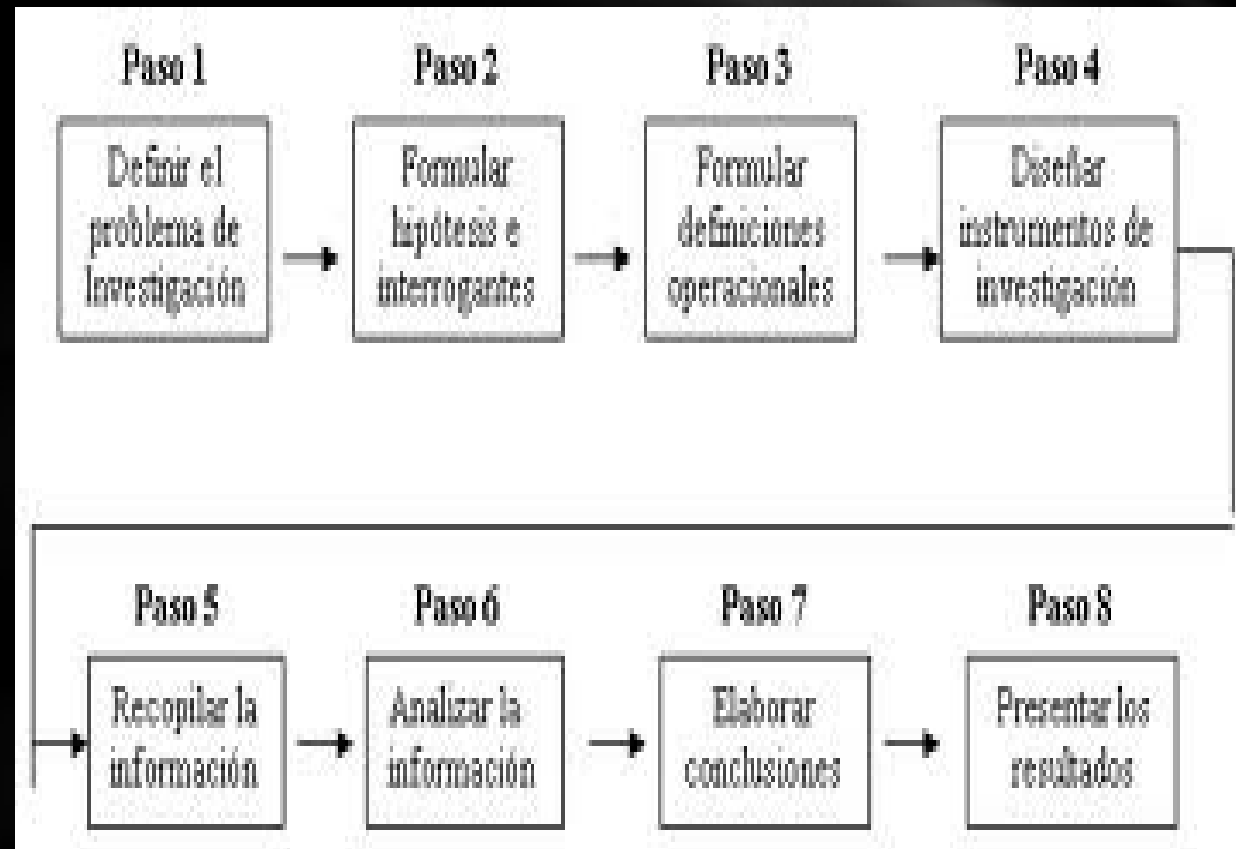 Paso 1
Definir el
problema de
Investigación
Paso 2
Formular
hipótesis e
interrogantes
Paso 3
Formular
definiciones
operacionales
Paso 4
Diseñar
instrumentos de
investigación
Paso 5
Recopilar la
información
Paso 6
Analizar la
información
Paso 7
Elaborar
conclusiones
Paso 8
Presentar los
resultados